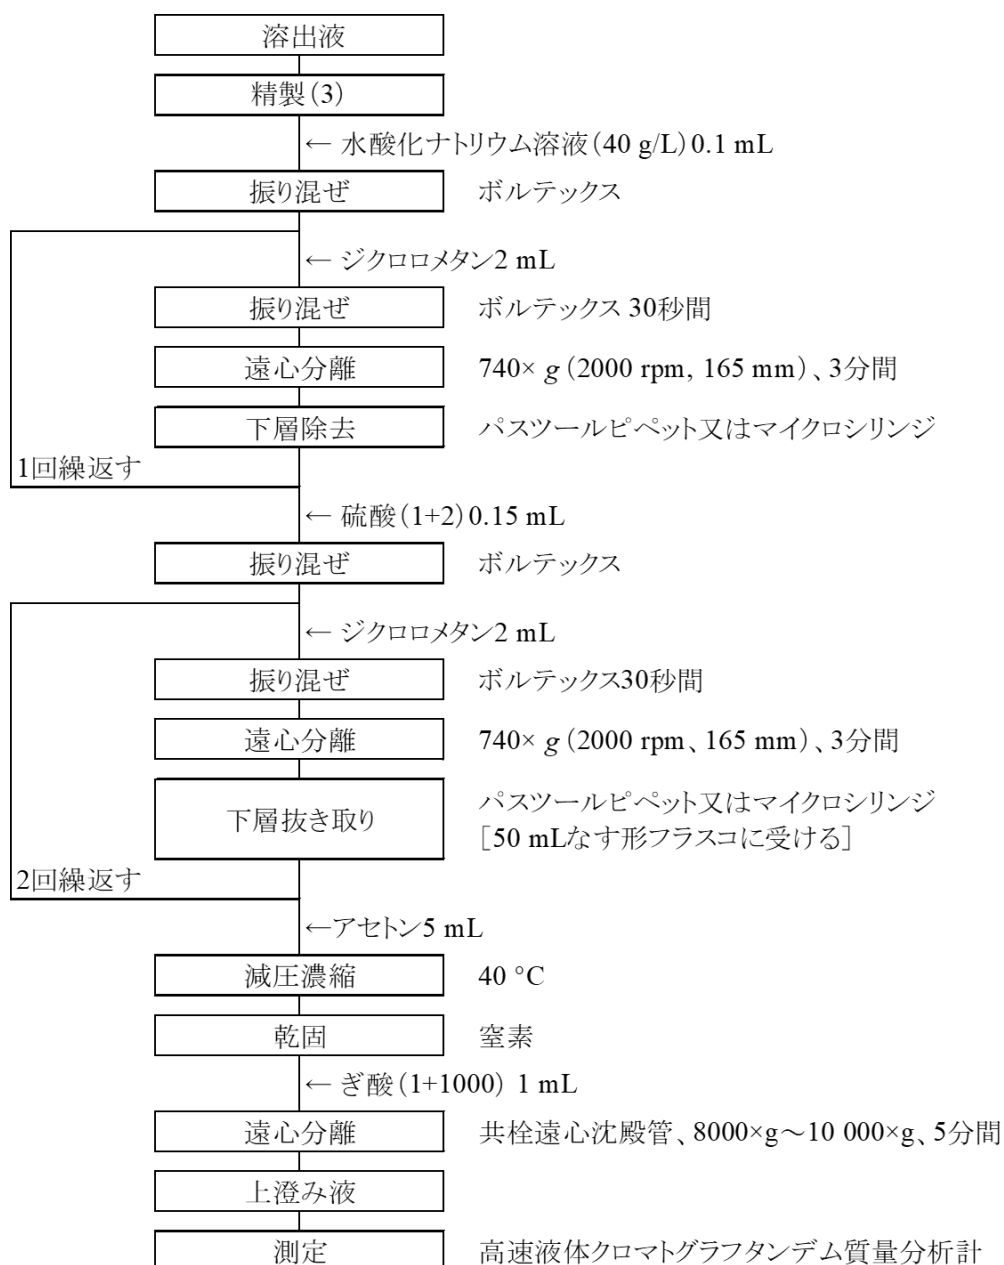 溶出液
精製(3)
← 水酸化ナトリウム溶液(40 g/L)0.1 mL
振り混ぜ ボルテックス
← ジクロロメタン2 mL
振り混ぜ ボルテックス 30秒間
遠心分離 740× g (2000 rpm, 165 mm)、3分間
下層除去 パスツールピペット又はマイクロシリンジ
1回繰返す
← 硫酸(1+2)0.15 mL
振り混ぜ ボルテックス
← ジクロロメタン2 mL
振り混ぜ ボルテックス30秒間
遠心分離 740× g (2000 rpm、165 mm)、3分間
下層抜き取り パスツールピペット又はマイクロシリンジ
[50 mLなす形フラスコに受ける]
2回繰返す
←アセトン5 mL
減圧濃縮 40 °C
乾固 窒素
← ぎ酸(1+1000) 1 mL
遠心分離 共栓遠心沈殿管、8000×g～10 000×g、5分間
上澄み液
測定 高速液体クロマトグラフタンデム質量分析計